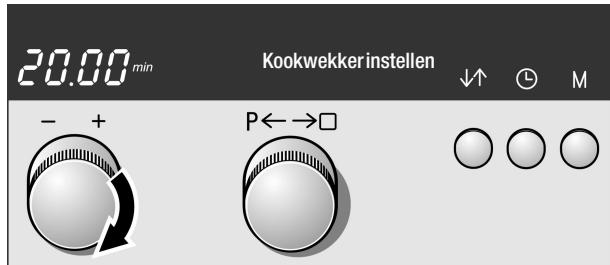 20.00 min Kookwekker instellen
↓↑ M
− +
P← →□